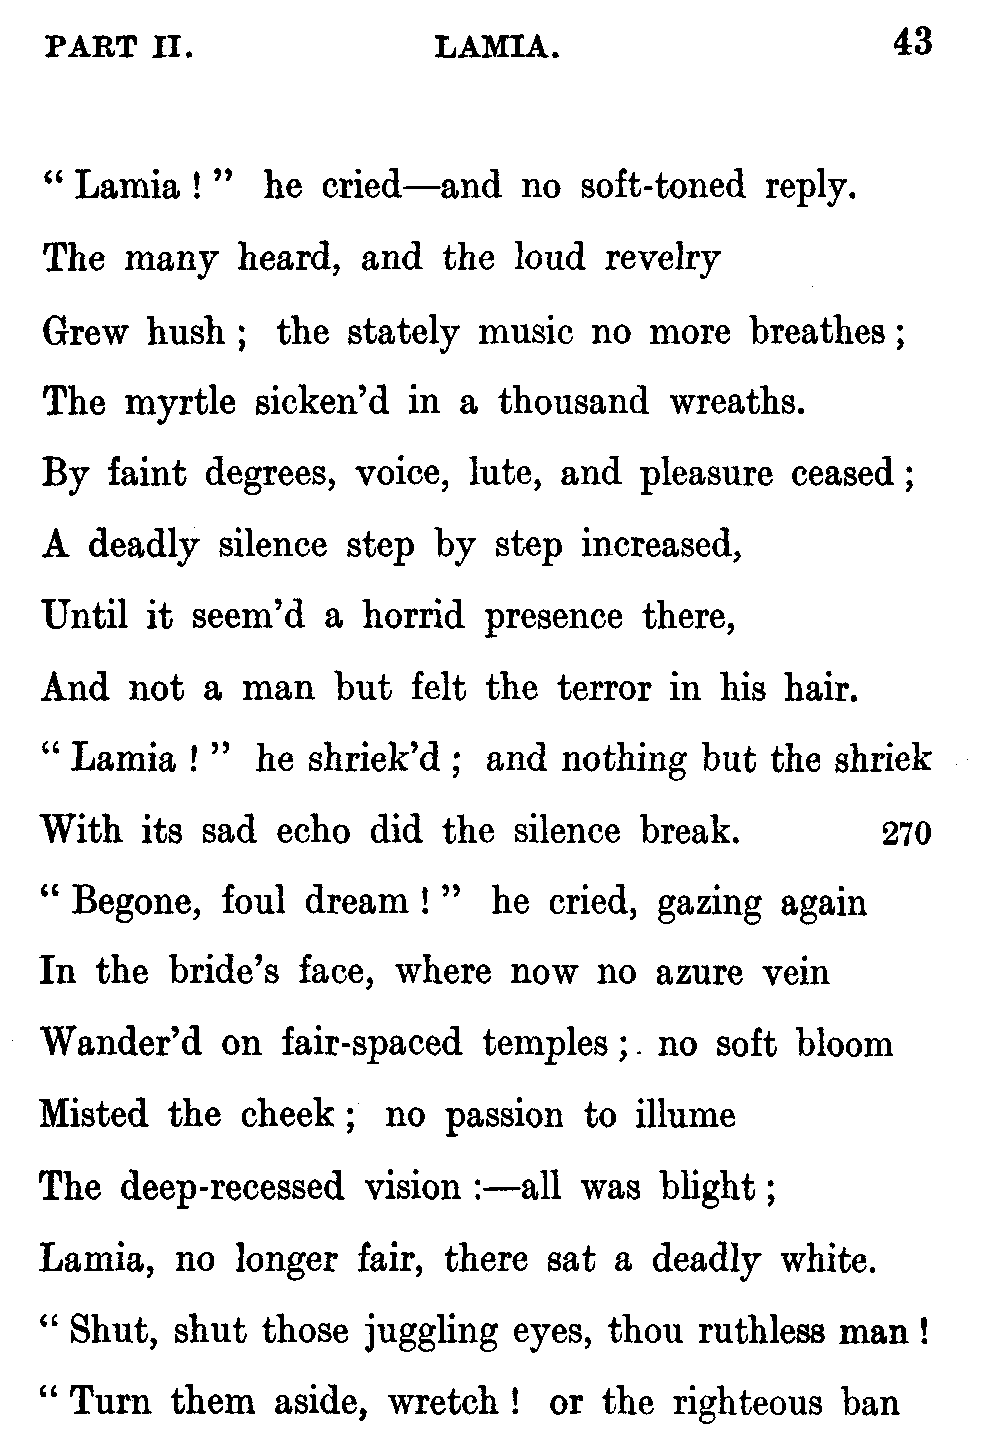 PART II. LAMIA. 43
“ Lamia ! ” he cried—and no soft-toned reply.
The many heard, and the loud revelry
Grew hush ; the stately music no more breathes ;
The myrtle sicken’d in a thousand wreaths.
By faint degrees, voice, lute, and pleasure ceased ;
A deadly silence step by step increased,
Until it seem’d a horrid presence there,
And not a man but felt the terror in his hair.
“ Lamia ! ” he shriek’d ; and nothing but the shriek
With its sad echo did the silence break. 270
“ Begone, foul dream ! ” he cried, gazing again
In the bride’s face, where now no azure vein
Wander’d on fair-spaced temples ; no soft bloom
Misted the cheek ; no passion to illume
The deep-recessed vision :—all was blight ;
Lamia, no longer fair, there sat a deadly white.
“ Shut, shut those juggling eyes, thou ruthless man !
“ Turn them aside, wretch ! or the righteous ban